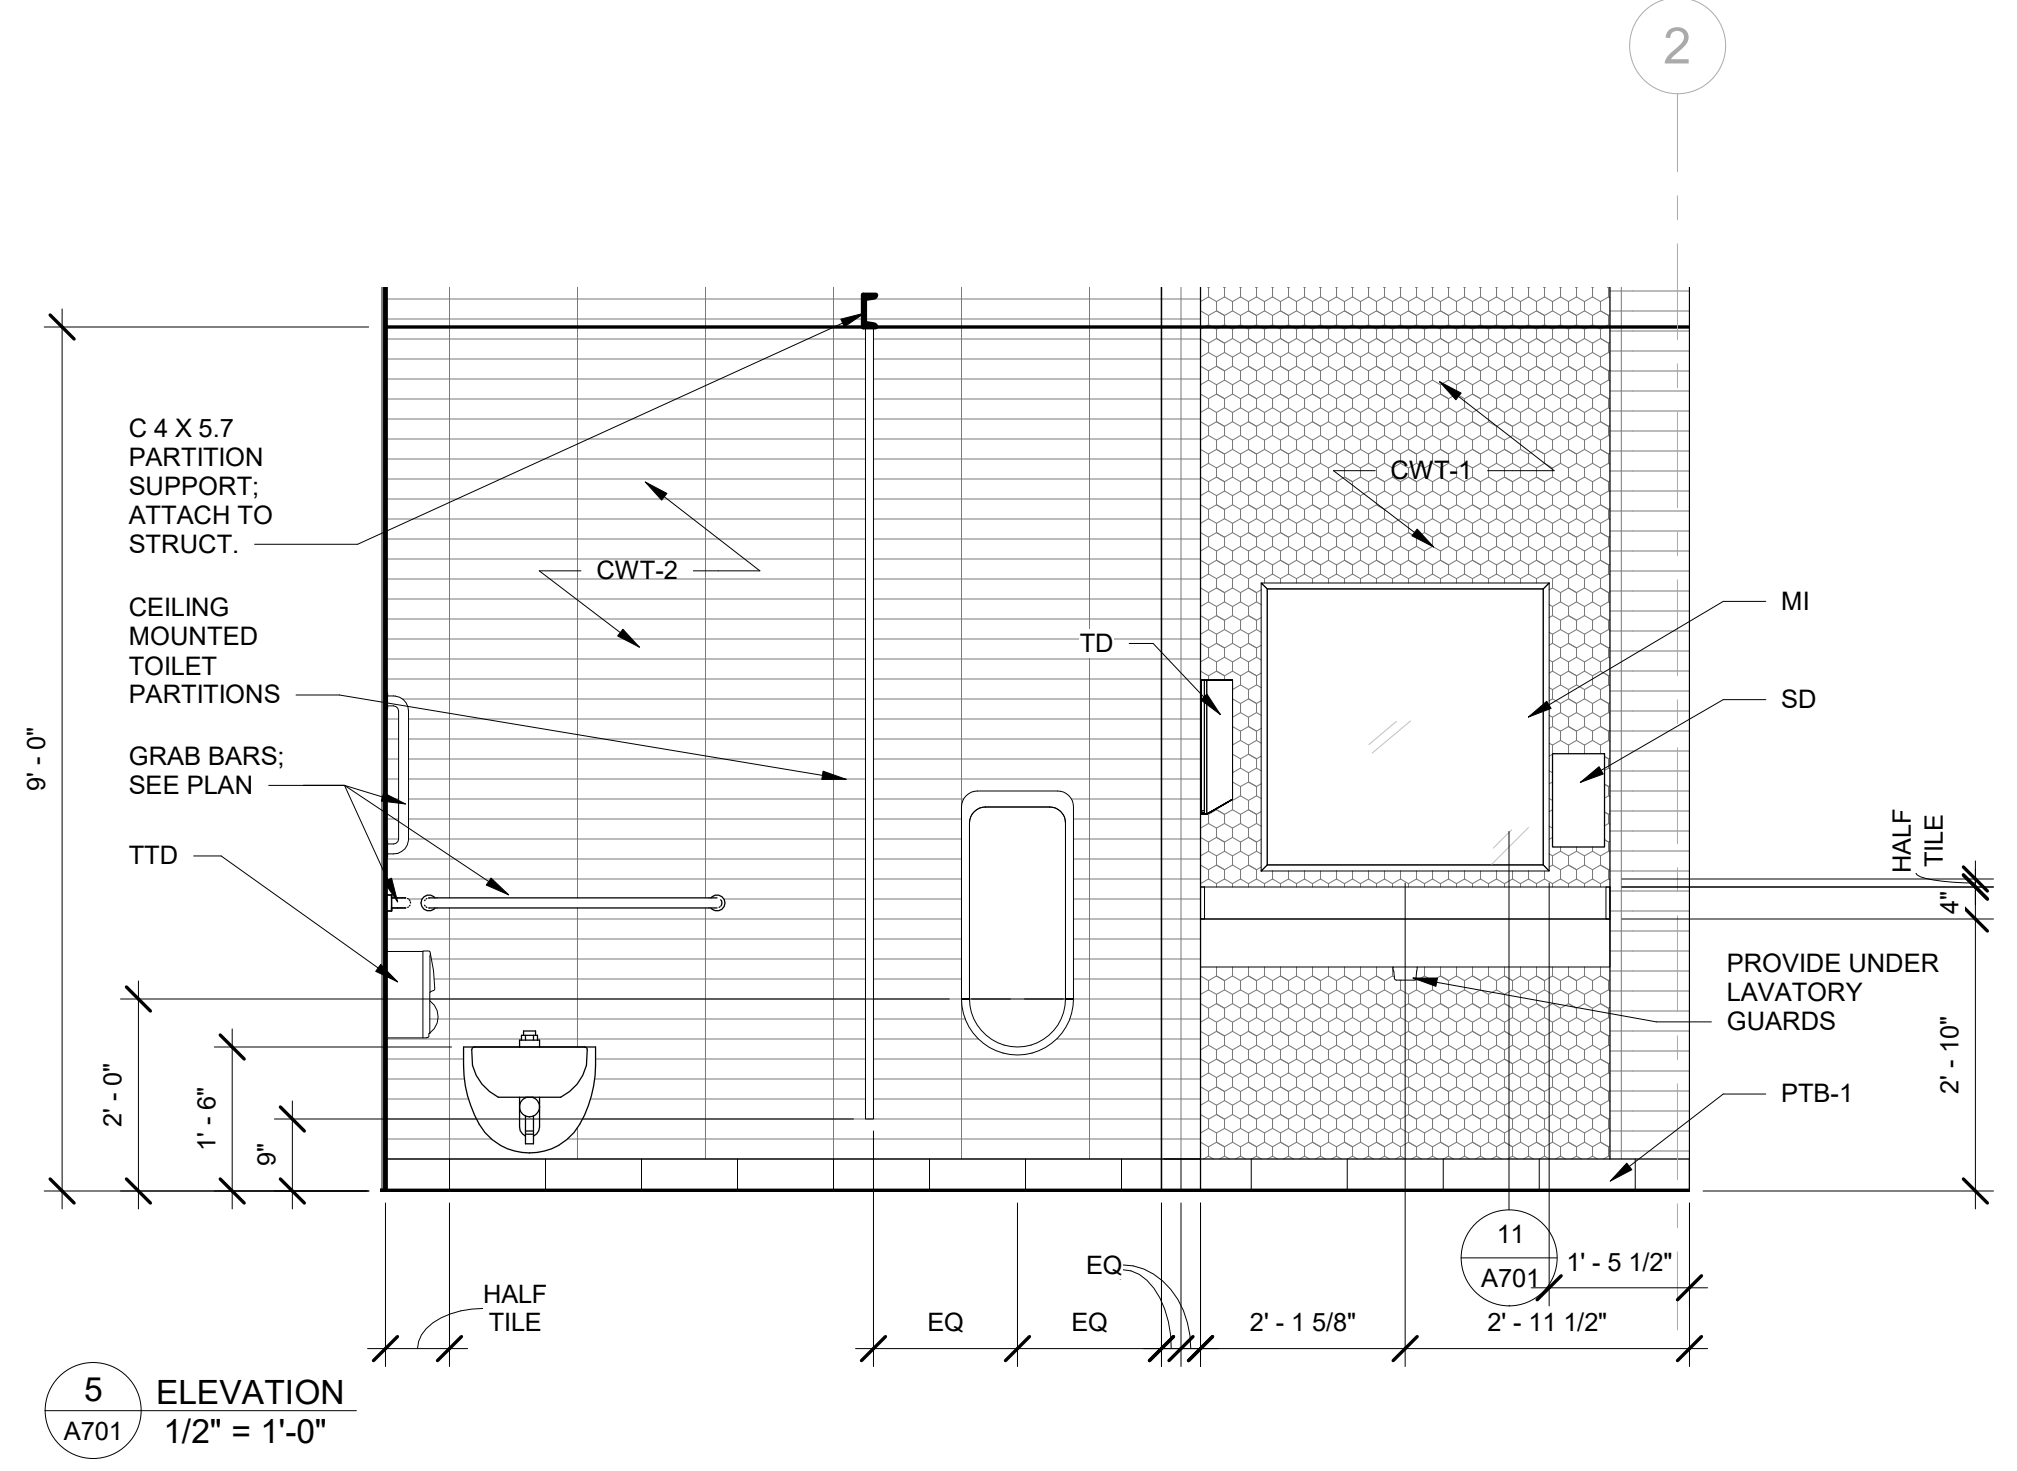 2
C 4 X 5.7
PARTITION
SUPPORT;
ATTACH TO
STRUCT.
CEILING
MOUNTED
TOILET
PARTITIONS
GRAB BARS;
SEE PLAN
TTD
9' - 0"
2' - 0"
1' - 6"
9"
CWT-2
CWT-1
TD
MI
SD
HALF
TILE
4"
2' - 10"
PROVIDE UNDER
LAVATORY
GUARDS
PTB-1
HALF
TILE
EQ
EQ
EQ
2' - 1 5/8"
2' - 11 1/2"
1' - 5 1/2"
11
A701
5
A701
ELEVATION
1/2" = 1'-0"